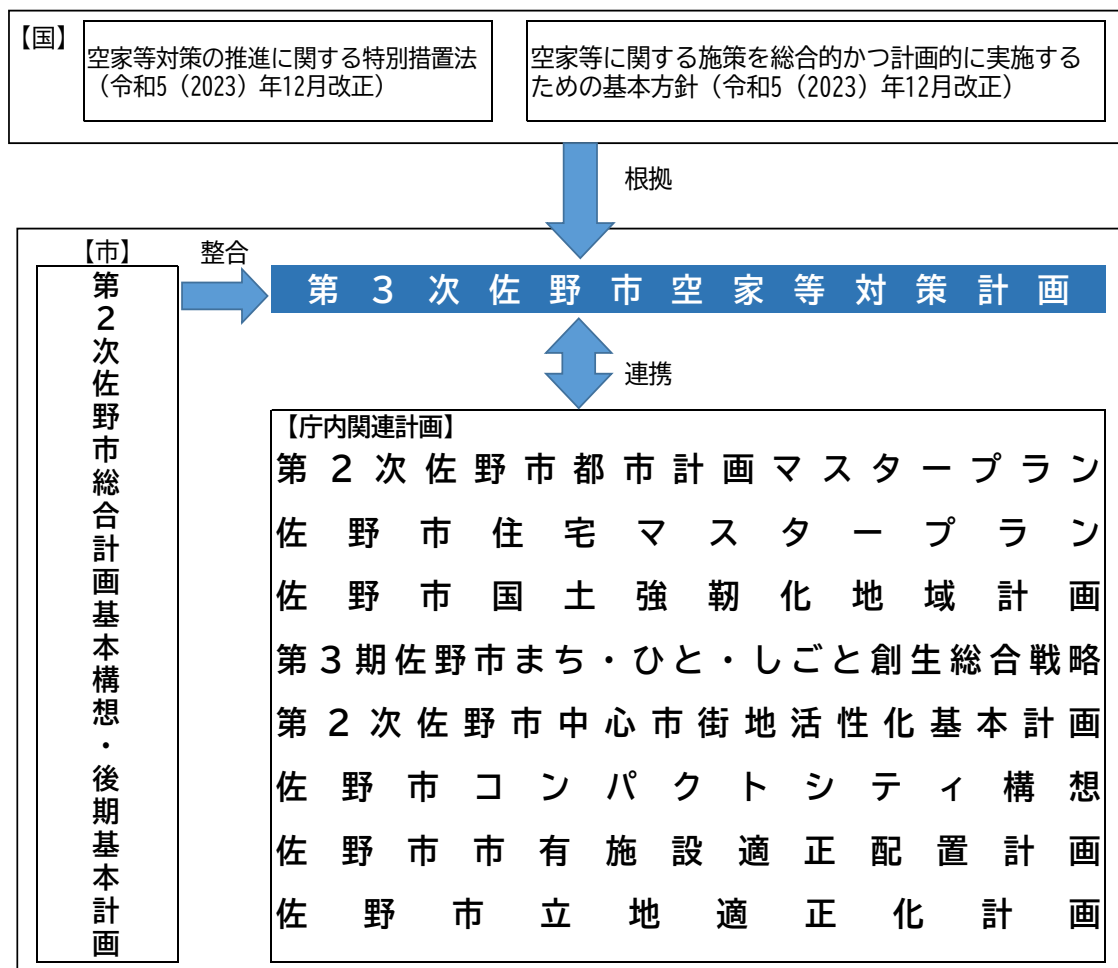 【国】
空家等対策の推進に関する特別措置法
（令和5（2023）年12月改正）
空家等に関する施策を総合的かつ計画的に実施する
ための基本方針（令和5（2023）年12月改正）
根拠
【市】
整合
第2次佐野市総合計画基本構想・後期基本計画
第3次佐野市空家等対策計画
連携
【庁内関連計画】
第2次佐野市都市計画マスタープラン
佐野市住宅マスタープラン
佐野市国土強靭化地域計画
第3期佐野市まち・ひと・しごと創生総合戦略
第2次佐野市中心市街地活性化基本計画
佐野市コンパクトシティ構想
佐野市市有施設適正配置計画
佐野市立地適正化計画